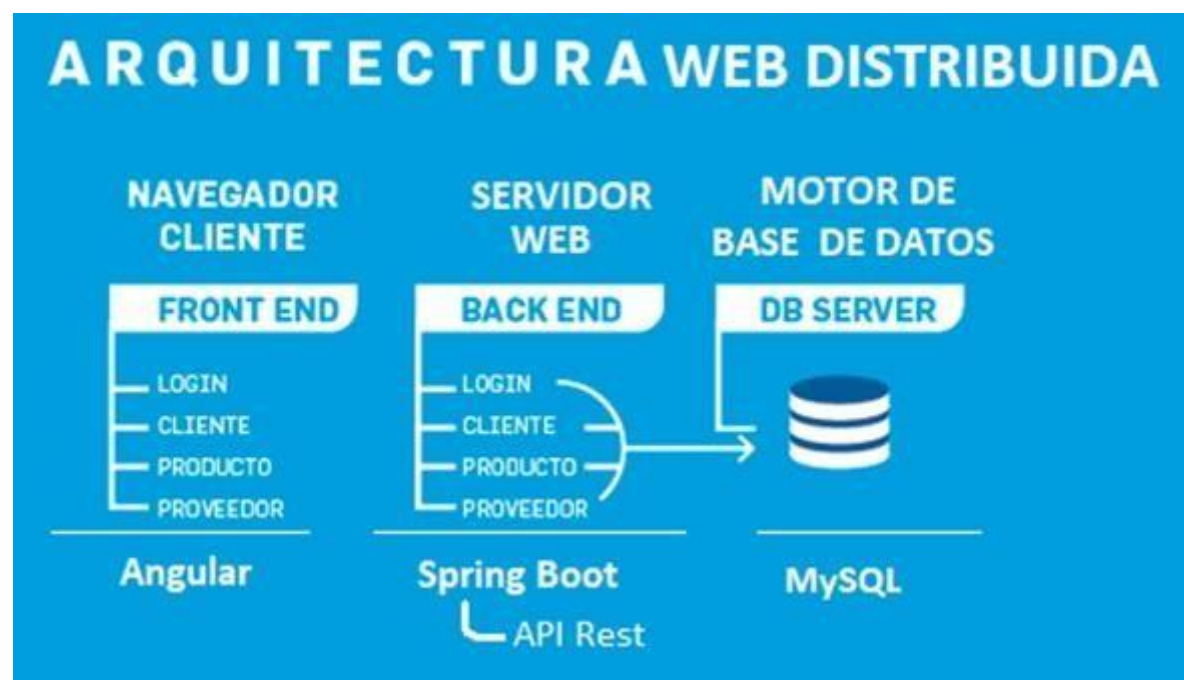 ARQUITECTURA WEB DISTRIBUIDA
NAVEGADOR
CLIENTE
FRONT END
LOGIN
CLIENTE
PRODUCTO
PROVEEDOR
Angular
SERVIDOR
WEB
BACK END
LOGIN
CLIENTE
PRODUCTO
PROVEEDOR
Spring Boot
API Rest
MOTOR DE
BASE DE DATOS
DB SERVER
MySQL